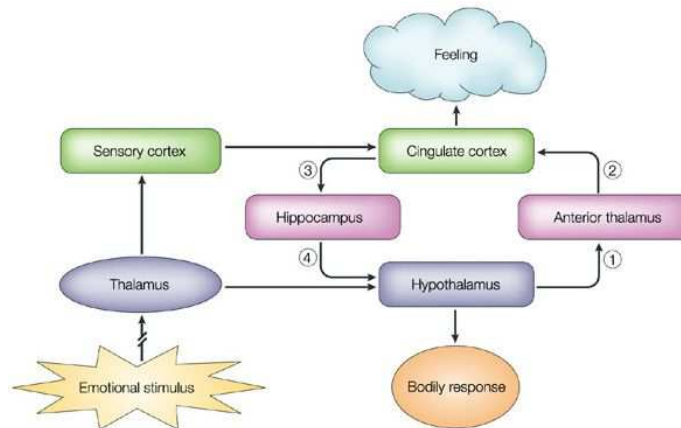 Feeling
Sensory cortex
Cingulate cortex
③
②
Hippocampus
Anterior thalamus
④
①
Thalamus
Hypothalamus
Emotional stimulus
Bodily response